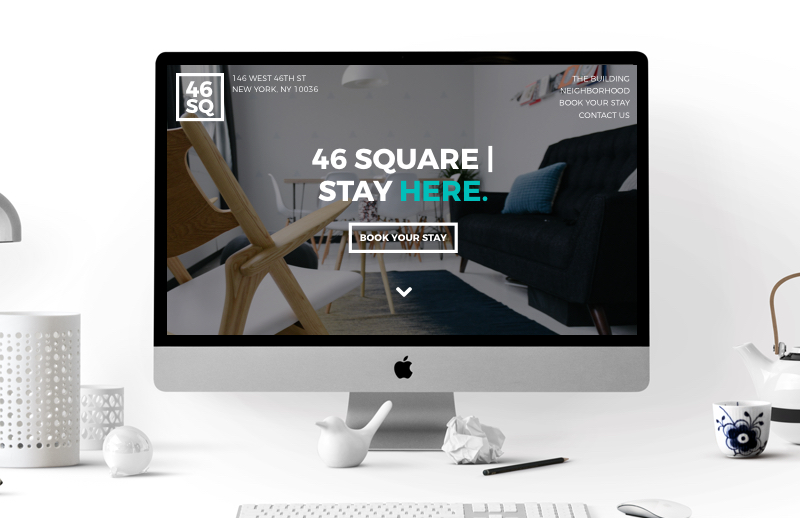 46
SQ
146 WEST 46TH ST
NEW YORK, NY 10036
THE BUILDING
NEIGHBORHOOD
BOOK YOUR STAY
CONTACT US
46 SQUARE |
STAY HERE.
BOOK YOUR STAY